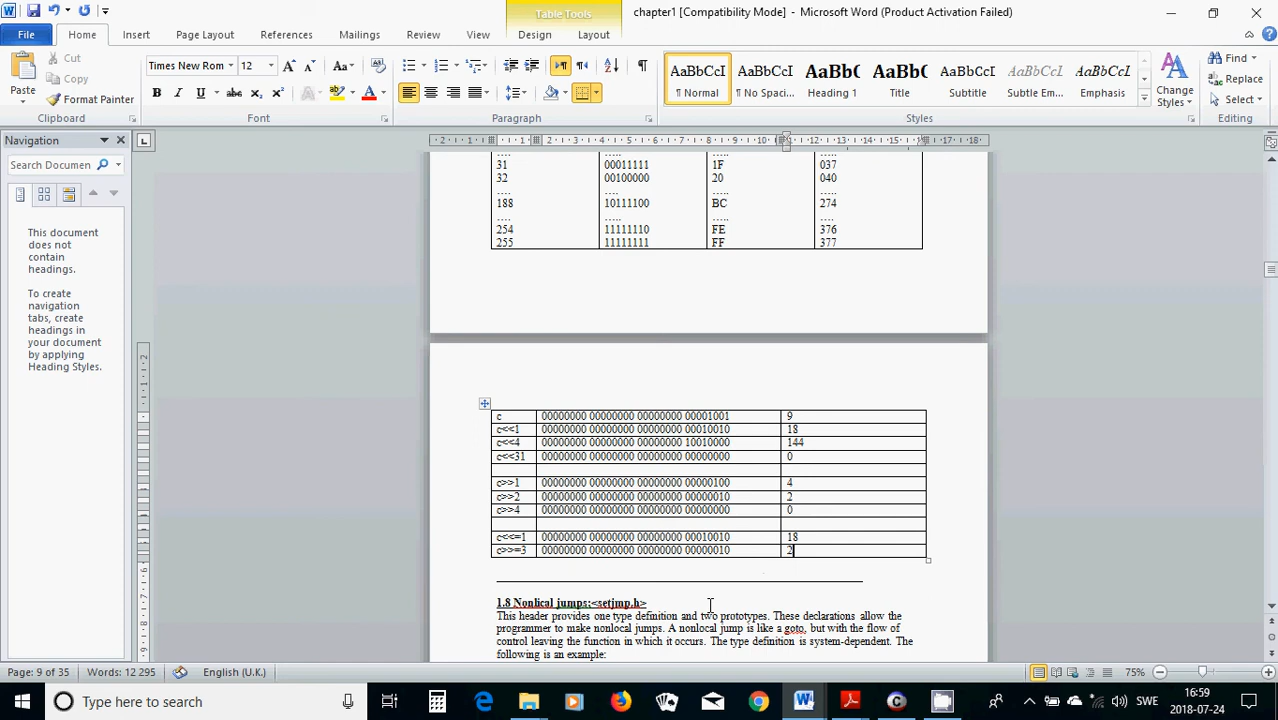 Table Tools
chapter1 [Compatibility Mode] - Microsoft Word (Product Activation Failed)
File Home Insert Page Layout References Mailings Review View Design Layout
Paste
Cut
Copy
Format Painter
Clipboard
Times New Rom 12
Font
Paragraph
AaBbCcI AaBbCcI AaBbC AaBbC AaBbCcI AaBbCcI AaBbCcI
¶ Normal ¶ No Spaci... Heading 1 Title Subtitle Subtle Em... Emphasis
Change Styles
Styles
Find
Replace
Select
Editing
Navigation
Search Documen
This document does not contain headings.
To create navigation tabs, create headings in your document by applying Heading Styles.
.... ..... ..... ....
31 00011111 1F 037
32 00100000 20 040
.... .... ..... ....
188 10111100 BC 274
.... ..... ..... ....
254 11111110 FE 376
255 11111111 FF 377
c 00000000 00000000 00000000 00001001 9
c<<1 00000000 00000000 00000000 00010010 18
c<<4 00000000 00000000 00000000 10010000 144
c<<31 00000000 00000000 00000000 00000000 0
c>>1 00000000 00000000 00000000 00000100 4
c>>2 00000000 00000000 00000000 00000010 2
c>>4 00000000 00000000 00000000 00000000 0
c<<=1 00000000 00000000 00000000 00010010 18
c>>=3 00000000 00000000 00000000 00000010 2
1.8 Nonlical jumps:<setjmp.h>
This header provides one type definition and two prototypes. These declarations allow the
programmer to make nonlocal jumps. A nonlocal jump is like a goto, but with the flow of
control leaving the function in which it occurs. The type definition is system-dependent. The
following is an example:
Page: 9 of 35 Words: 12 295 English (U.K.) 75%
Type here to search
SWE
16:59
2018-07-24